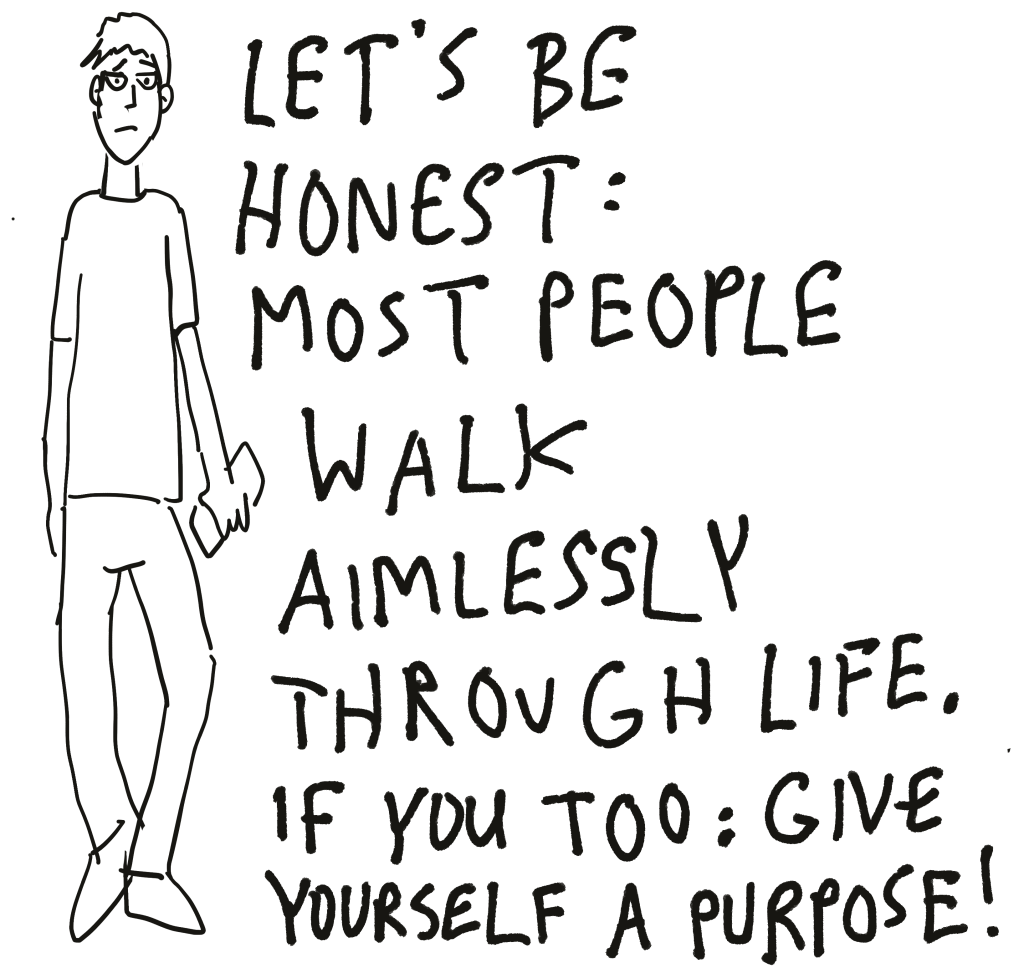 LET'S BE
HONEST:
MOST PEOPLE
WALK
AIMLESSLY
THROUGH LIFE.
IF YOU TOO: GIVE
YOURSELF A PURPOSE!